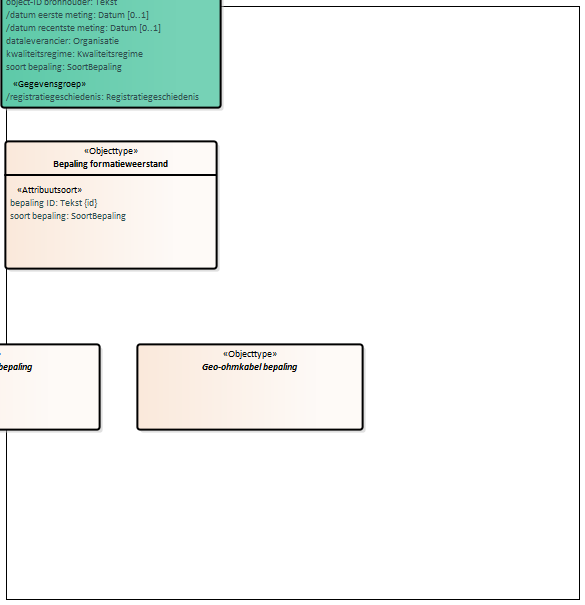 object-ID bronhouder: Tekst
/datum eerste meting: Datum [0..1]
/datum recentste meting: Datum [0..1]
dataleverancier: Organisatie
kwaliteitsregime: Kwaliteitsregime
soort bepaling: SoortBepaling
«Gegevensgroep»
/registratiegeschiedenis: Registratiegeschiedenis
«Objecttype»
Bepaling formatieweerstand
«Attribuutsoort»
bepaling ID: Tekst {id}
soort bepaling: SoortBepaling
»
bepaling
«Objecttype»
Geo-ohmkabel bepaling